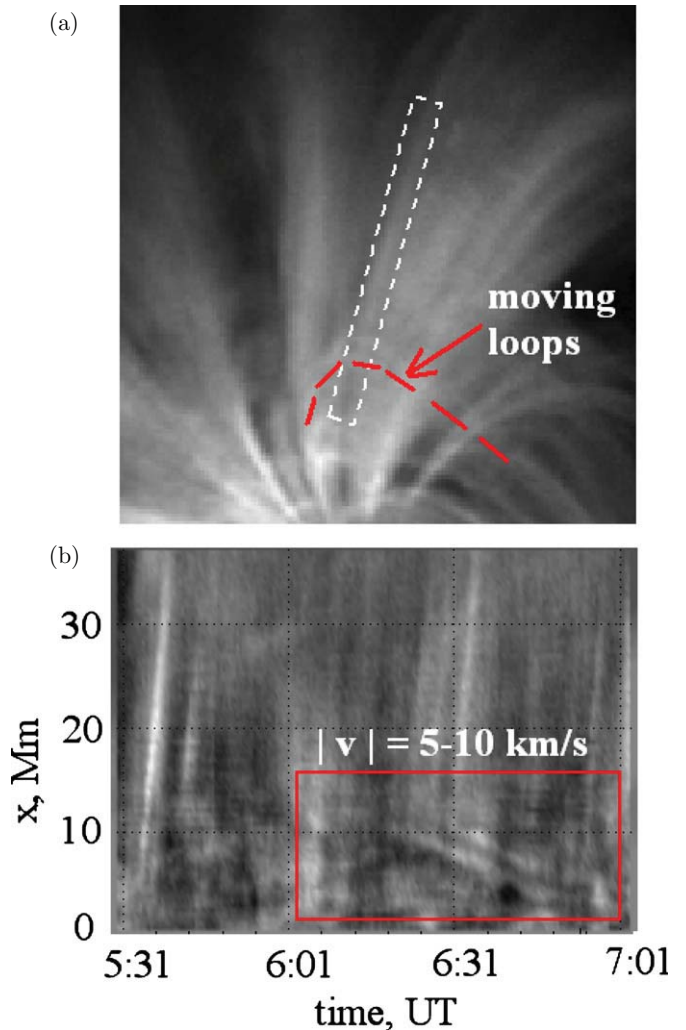 (a)
moving
loops
(b)
30
20
10
0
x, Mm
| v | = 5-10 km/s
5:31 6:01 6:31 7:01
time, UT